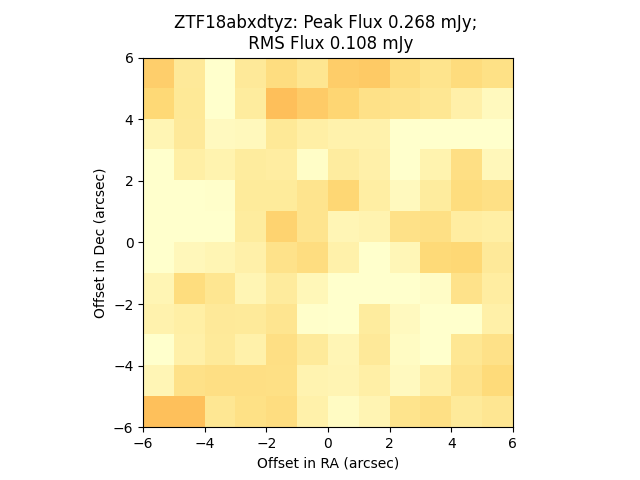 ZTF18abxdtyz: Peak Flux 0.268 mJy;
RMS Flux 0.108 mJy
6
4
2
0
−2
−4
−6
Offset in Dec (arcsec)
−6 −4 −2 0 2 4 6
Offset in RA (arcsec)